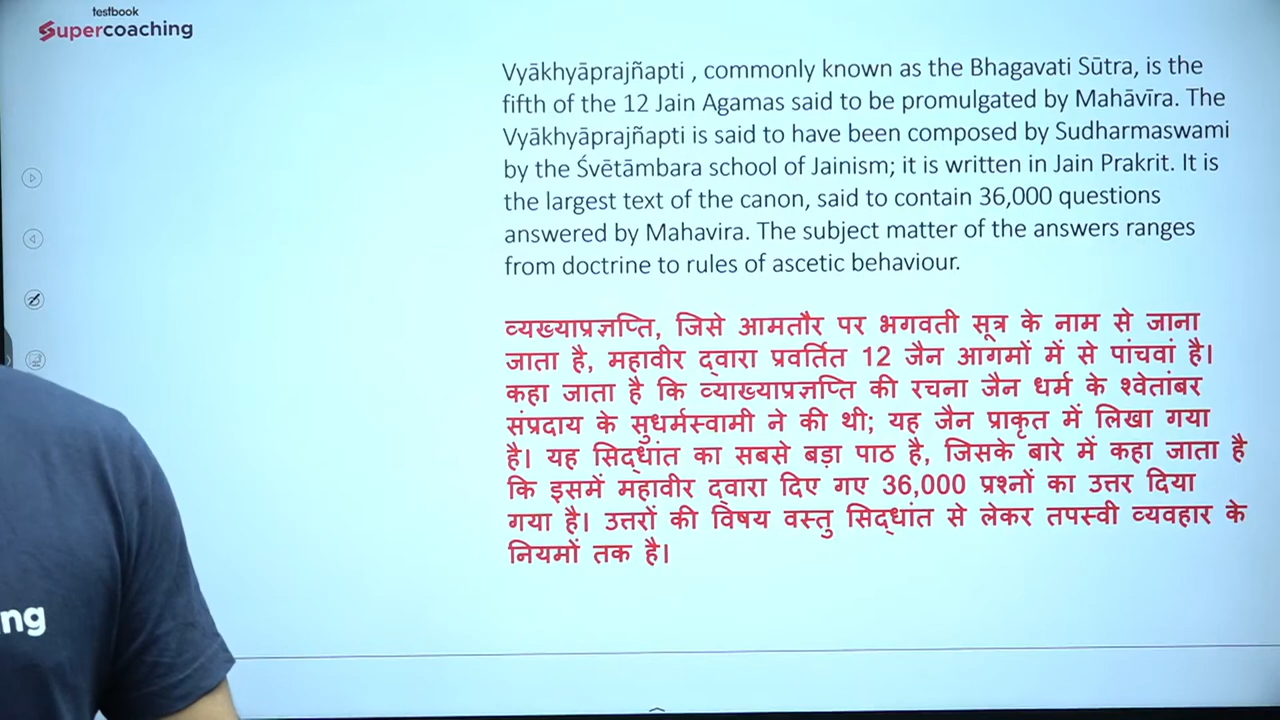 testbook
Supercoaching
Vyākhyāprajñapti , commonly known as the Bhagavati Sūtra, is the
fifth of the 12 Jain Agamas said to be promulgated by Mahāvīra. The
Vyākhyāprajñapti is said to have been composed by Sudharmaswami
by the Śvētāmbara school of Jainism; it is written in Jain Prakrit. It is
the largest text of the canon, said to contain 36,000 questions
answered by Mahavira. The subject matter of the answers ranges
from doctrine to rules of ascetic behaviour.
व्यख्याप्रज्ञप्ति, जिसे आमतौर पर भगवती सूत्र के नाम से जाना
जाता है, महावीर द्वारा प्रवर्तित 12 जैन आगमों में से पांचवां है।
कहा जाता है कि व्याख्याप्रज्ञप्ति की रचना जैन धर्म के श्वेतांबर
संप्रदाय के सुधर्मस्वामी ने की थी; यह जैन प्राकृत में लिखा गया
है। यह सिद्धांत का सबसे बड़ा पाठ है, जिसके बारे में कहा जाता है
कि इसमें महावीर द्वारा दिए गए 36,000 प्रश्नों का उत्तर दिया
गया है। उत्तरों की विषय वस्तु सिद्धांत से लेकर तपस्वी व्यवहार के
नियमों तक है।
ng